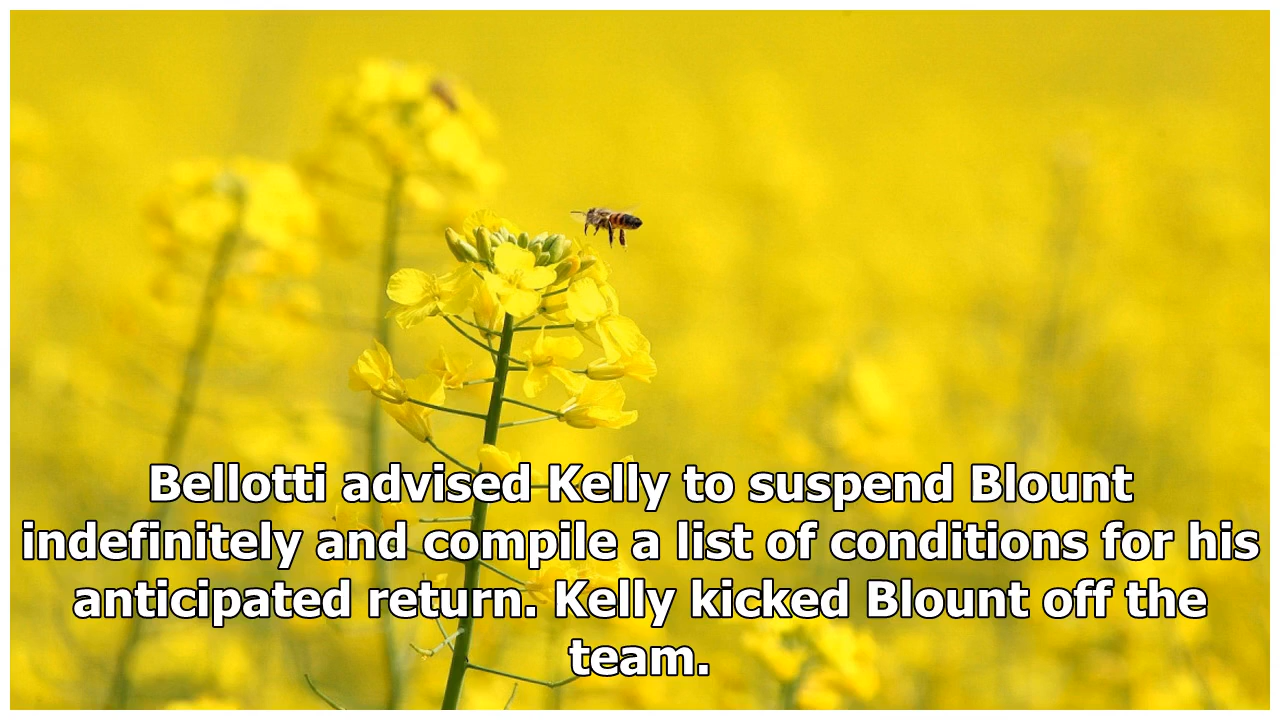 Bellotti advised Kelly to suspend Blount
indefinitely and compile a list of conditions for his
anticipated return. Kelly kicked Blount off the
team.